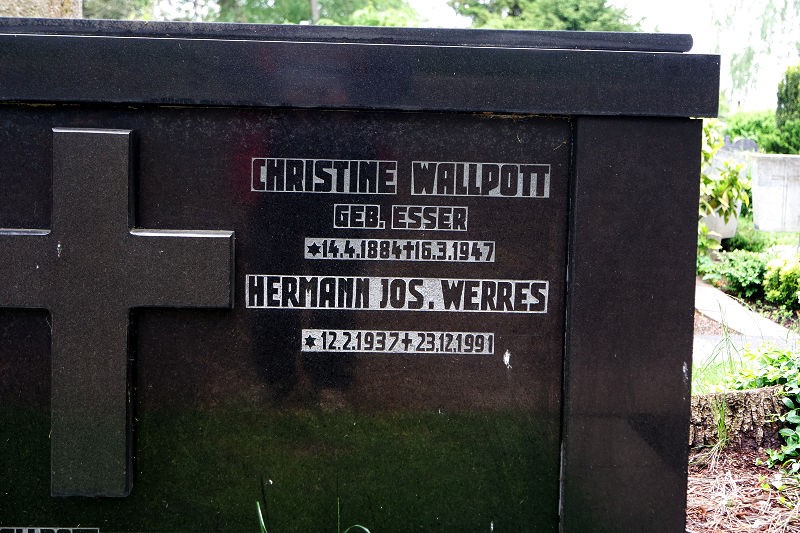 CHRISTINE WALLPOTT
GEB. ESSER
✶14.4.1884✝16.3.1947
HERMANN JOS. WERRES
✶12.2.1937✝23.12.1991